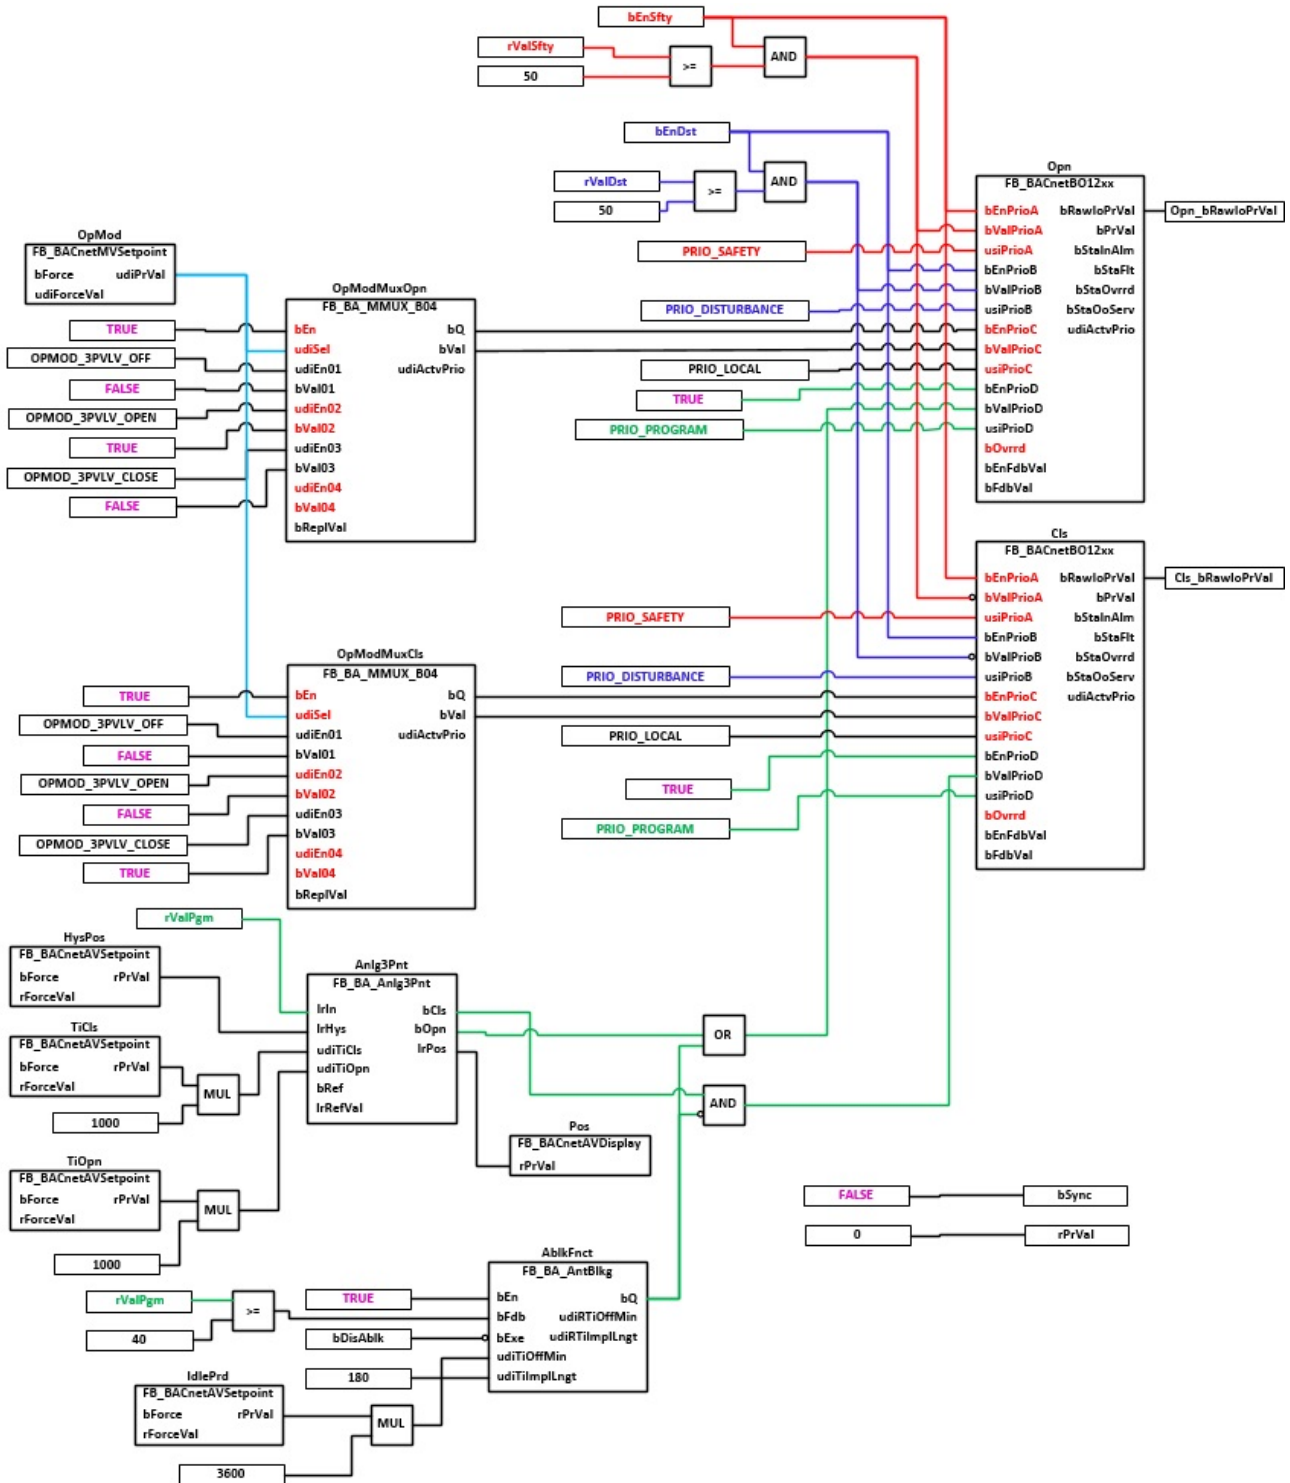 bEnSfty
rValSfty
50
>=
AND
bEnDst
rValDst
50
>=
AND
PRIO_SAFETY
PRIO_DISTURBANCE
PRIO_LOCAL
TRUE
PRIO_PROGRAM
Opn
FB_BACnetBO12xx
bEnPrioA bRawIoPrVal
bValPrioA bPrVal
usiPrioA bStaInAlm
bEnPrioB bStaFlt
bValPrioB bStaOvrrd
usiPrioB bStaOoServ
bEnPrioC udiActvPrio
bValPrioC
usiPrioC
bEnPrioD
bValPrioD
usiPrioD
bOvrrd
bEnFdbVal
bFdbVal
Opn_bRawIoPrVal
OpMod
FB_BACnetMVSetpoint
bForce udiPrVal
udiForceVal
TRUE
OPMOD_3PVLV_OFF
FALSE
OPMOD_3PVLV_OPEN
TRUE
OPMOD_3PVLV_CLOSE
FALSE
OpModMuxOpn
FB_BA_MMUX_B04
bEn bQ
udiSel bVal
udiEn01 udiActvPrio
bVal01
udiEn02
bVal02
udiEn03
bVal03
udiEn04
bVal04
bReplVal
Cls
FB_BACnetBO12xx
bEnPrioA bRawIoPrVal
bValPrioA bPrVal
usiPrioA bStaInAlm
bEnPrioB bStaFlt
bValPrioB bStaOvrrd
usiPrioB bStaOoServ
bEnPrioC udiActvPrio
bValPrioC
usiPrioC
bEnPrioD
bValPrioD
usiPrioD
bOvrrd
bEnFdbVal
bFdbVal
Cls_bRawIoPrVal
PRIO_SAFETY
PRIO_DISTURBANCE
PRIO_LOCAL
TRUE
PRIO_PROGRAM
OpModMuxCls
FB_BA_MMUX_B04
bEn bQ
udiSel bVal
udiEn01 udiActvPrio
bVal01
udiEn02
bVal02
udiEn03
bVal03
udiEn04
bVal04
bReplVal
TRUE
OPMOD_3PVLV_OFF
FALSE
OPMOD_3PVLV_OPEN
FALSE
OPMOD_3PVLV_CLOSE
TRUE
rValPgm
HysPos
FB_BACnetAVSetpoint
bForce rPrVal
rForceVal
TiCls
FB_BACnetAVSetpoint
bForce rPrVal
rForceVal
MUL
1000
TiOpn
FB_BACnetAVSetpoint
bForce rPrVal
rForceVal
MUL
1000
Anlg3Pnt
FB_BA_Anlg3Pnt
lrIn bCls
lrHys bOpn
udiTiCls lrPos
udiTiOpn
bRef
lrRefVal
OR
AND
Pos
FB_BACnetAVDisplay
rPrVal
FALSE bSync
0 rPrVal
AblkFnct
FB_BA_AntBlkg
bEn bQ
bFdb udiRTiOffMin
bExe udiRTiImplLngt
udiTiOffMin
udiTiImplLngt
rValPgm
>=
40
TRUE
bDisAblk
180
IdlePrd
FB_BACnetAVSetpoint
bForce rPrVal
rForceVal
MUL
3600